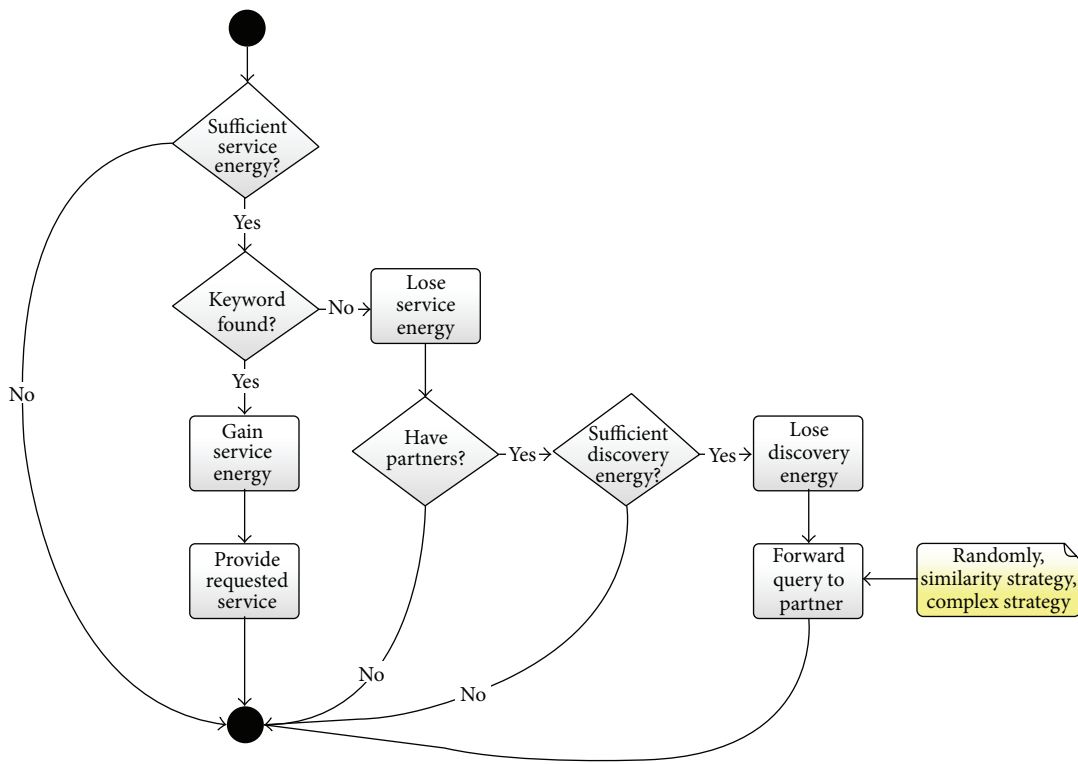 Sufficient
service
energy?
Yes
Keyword
found?
No
Lose
service
energy
No
Yes
Gain
service
energy
Have
partners?
Yes
Sufficient
discovery
energy?
Yes
Lose
discovery
energy
Provide
requested
service
Forward
query to
partner
Randomly,
similarity strategy,
complex strategy
No
No